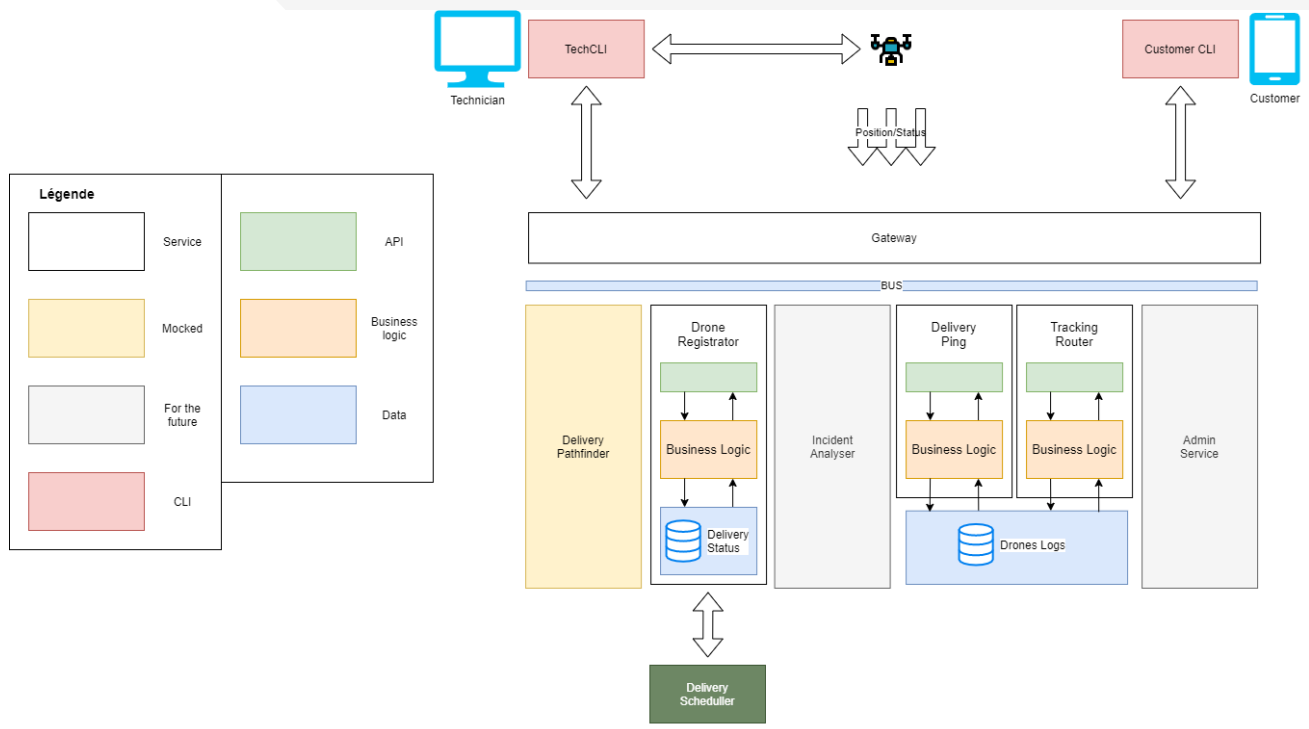 TechCLI
Customer CLI
Technician
Customer
Position/Status
Légende
Service
API
Mocked
Business
logic
For the
future
Data
CLI
Gateway
BUS
Drone
Registrator
Delivery
Ping
Tracking
Router
Delivery
Pathfinder
Business Logic
Incident
Analyser
Business Logic
Business Logic
Admin
Service
Delivery
Status
Drones Logs
Delivery
Scheduller